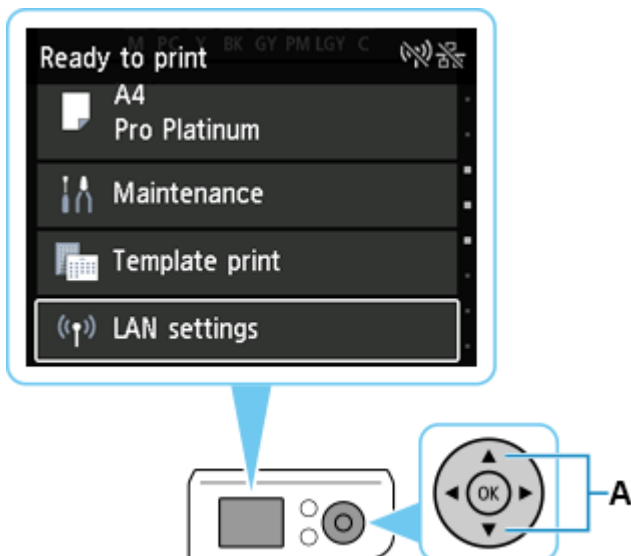 M PC Y BK GY PM LGY C
Ready to print
A4
Pro Platinum
Maintenance
Template print
LAN settings
OK
A